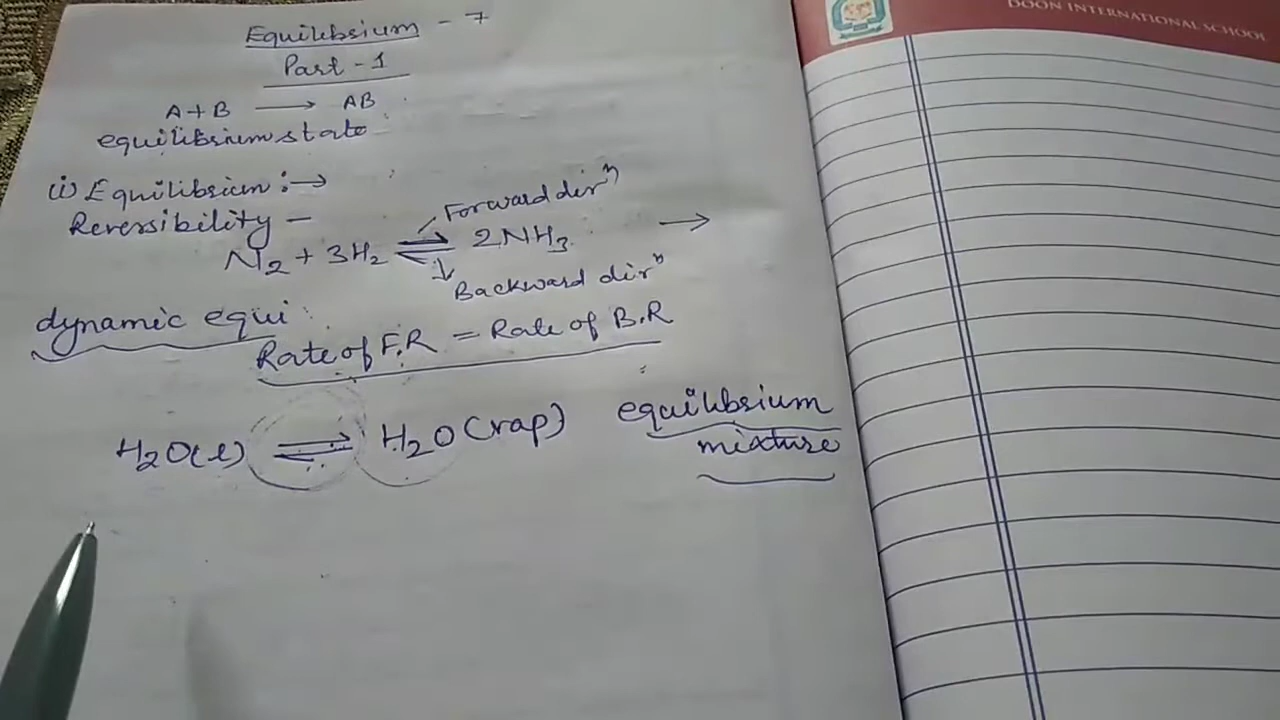 DOON INTERNATIONAL SCHOOL
Equilibrium - 7
Part - 1
A + B ⟶ AB
equilibrium state
(i) Equilibrium :→
Reversibility -
Forward dirⁿ
N₂ + 3H₂ ⇌ 2NH₃ ⟶
Backward dirⁿ
dynamic equi
Rate of F.R = Rate of B.R
H₂O(l) ⇌ H₂O(vap)
equilibrium
mixture